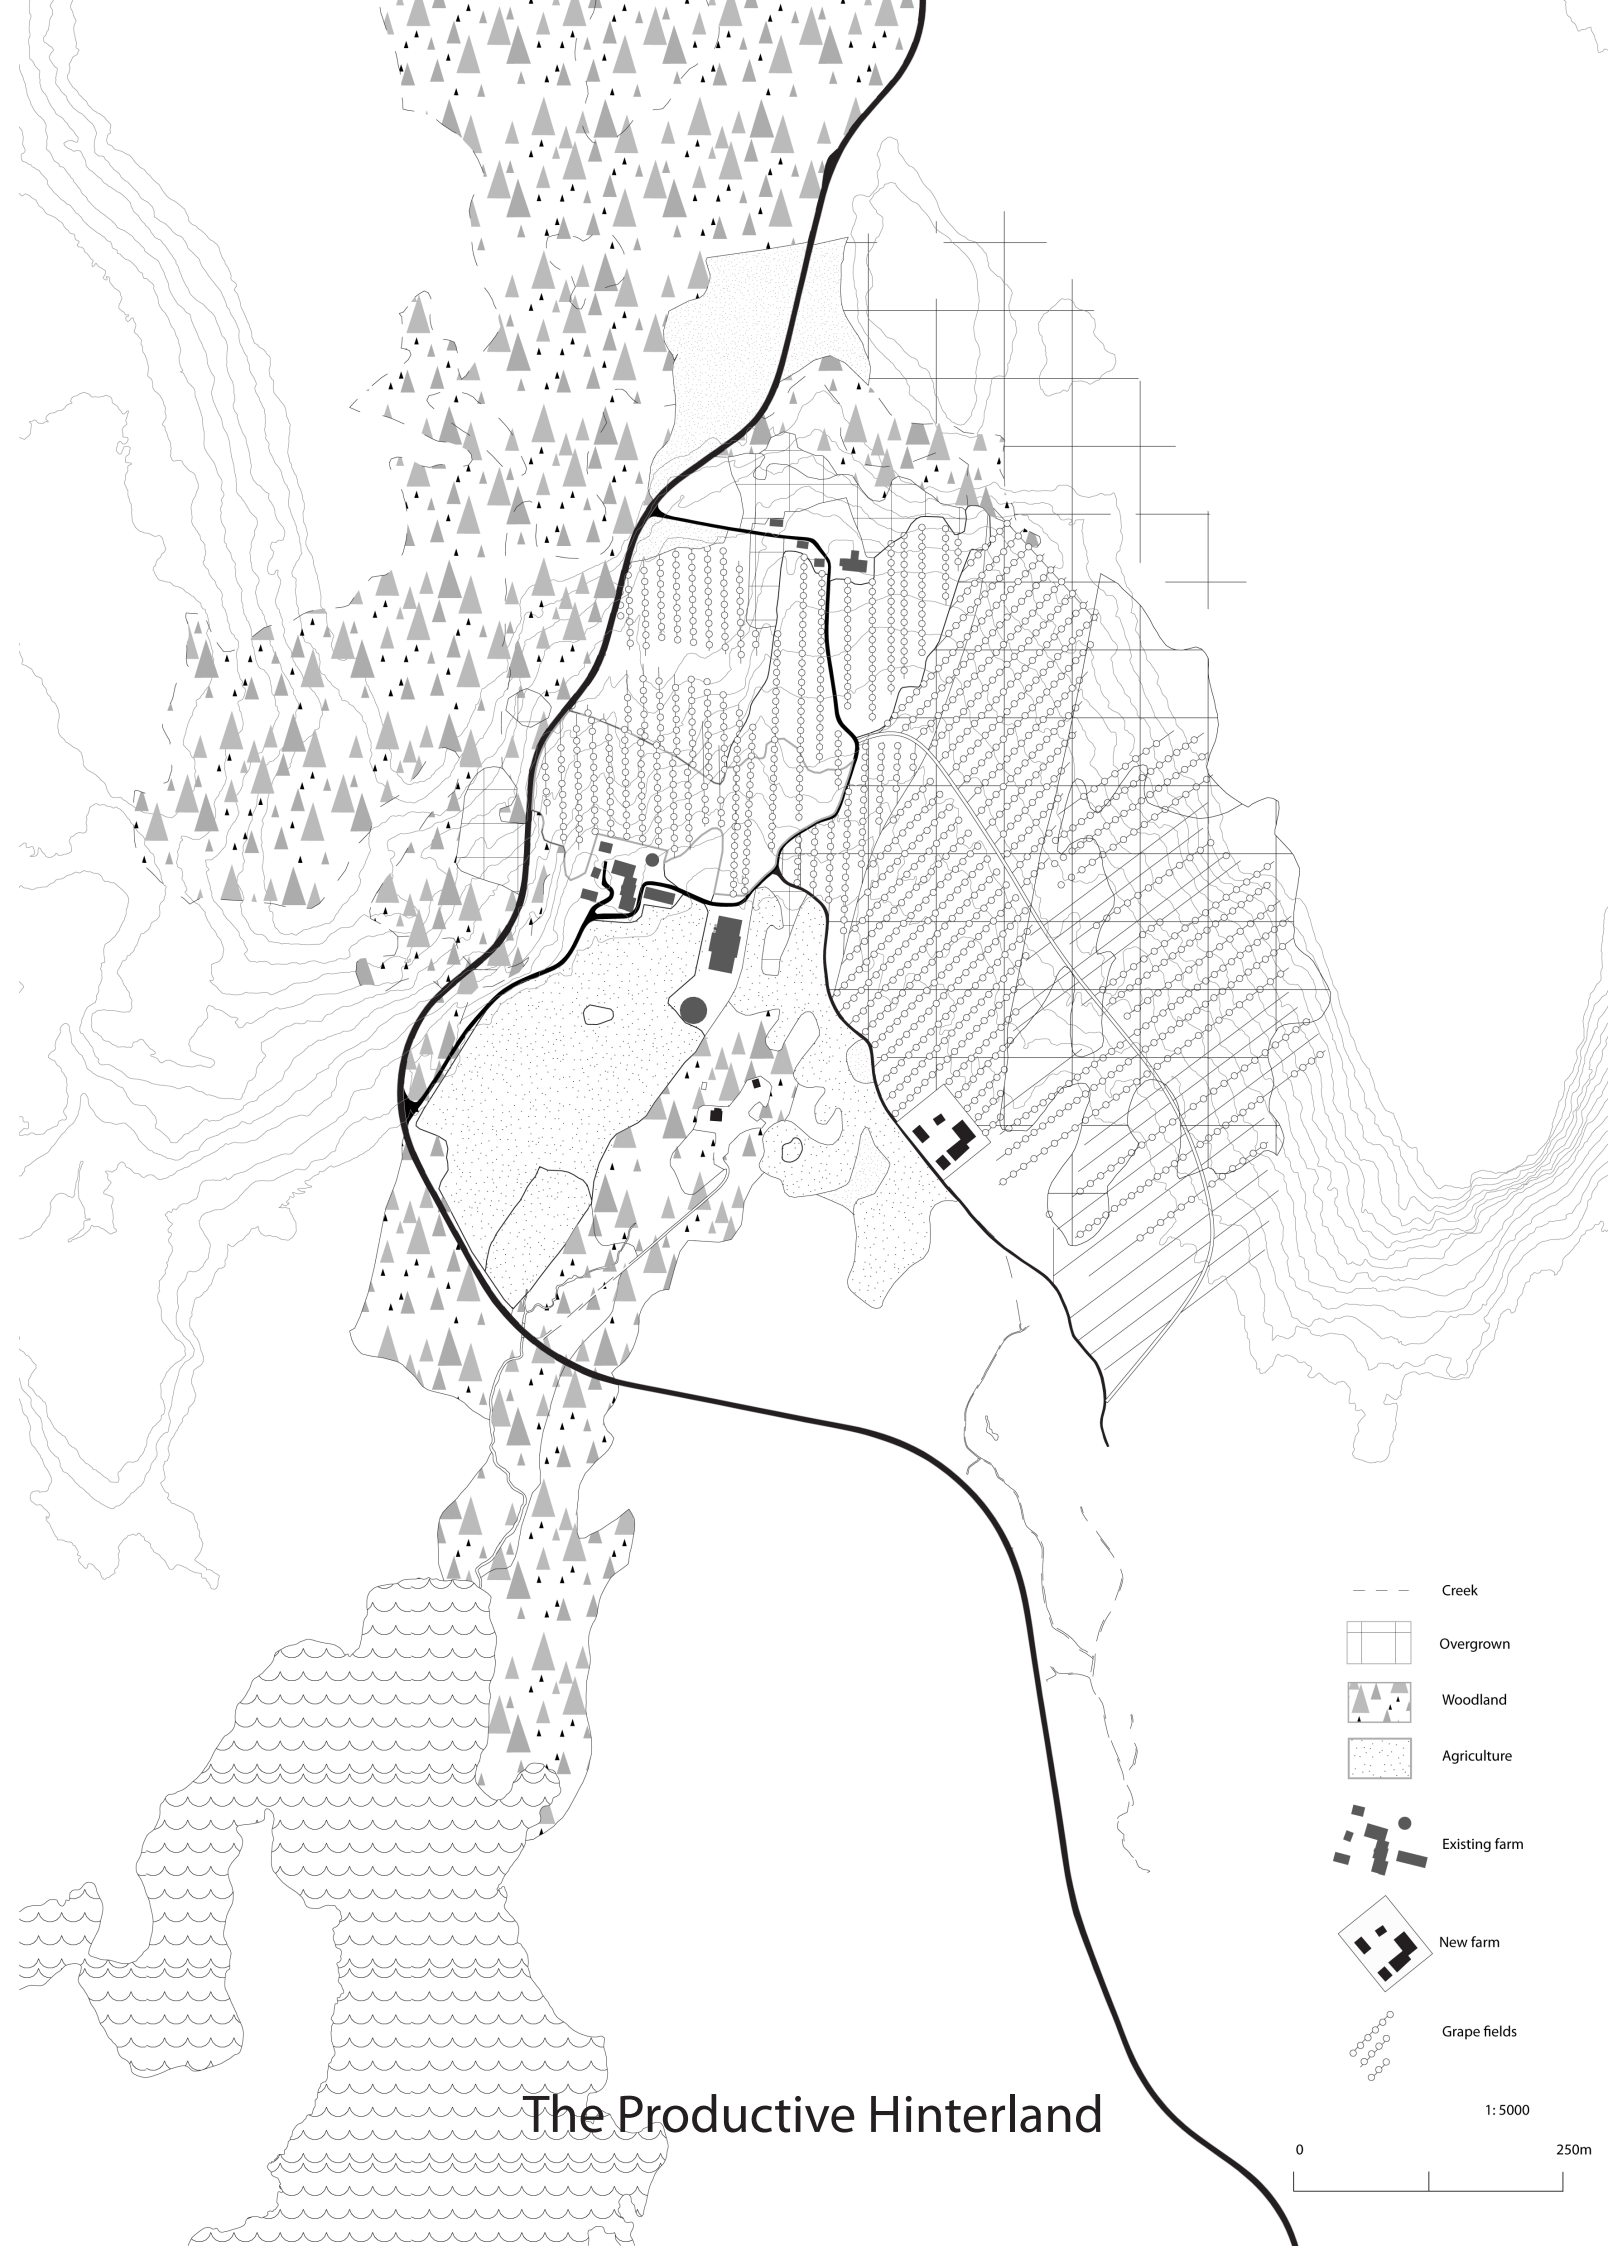 Creek
Overgrown
Woodland
Agriculture
Existing farm
New farm
Grape fields
The Productive Hinterland
1: 5000
0 250m